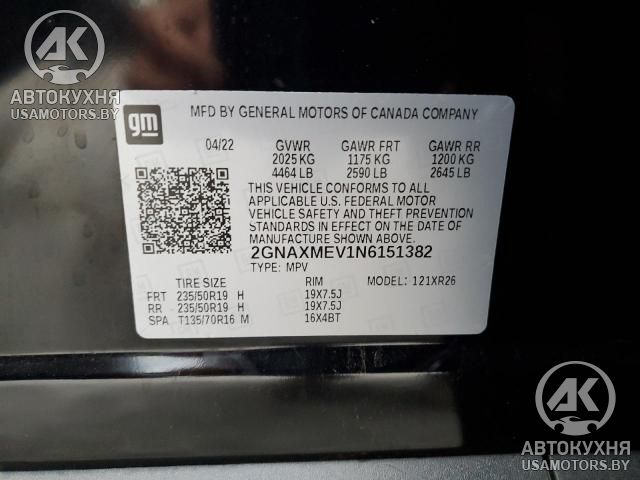 AK
АВТОКУХНЯ
USAMOTORS.BY
gm
MFD BY GENERAL MOTORS OF CANADA COMPANY
04/22 GVWR GAWR FRT GAWR RR
2025 KG 1175 KG 1200 KG
4464 LB 2590 LB 2645 LB
THIS VEHICLE CONFORMS TO ALL
APPLICABLE U.S. FEDERAL MOTOR
VEHICLE SAFETY AND THEFT PREVENTION
STANDARDS IN EFFECT ON THE DATE OF
MANUFACTURE SHOWN ABOVE.
2GNAXMEV1N6151382
TYPE: MPV
TIRE SIZE RIM MODEL: 121XR26
FRT 235/50R19 H 19X7.5J
RR 235/50R19 H 19X7.5J
SPA T135/70R16 M 16X4BT
AK
АВТОКУХНЯ
USAMOTORS.BY